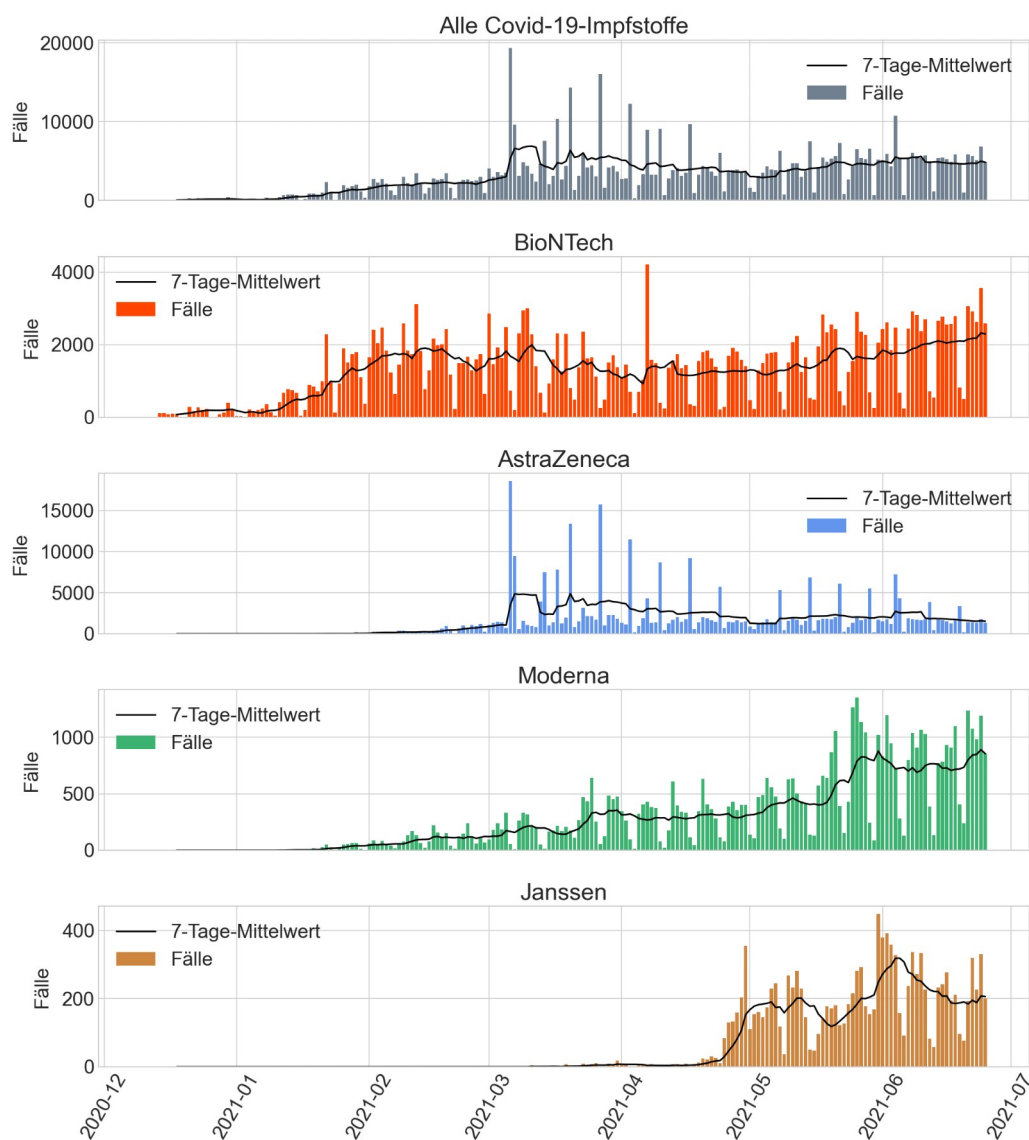 Alle Covid-19-Impfstoffe
20000
10000
0
Fälle
7-Tage-Mittelwert
Fälle
BioNTech
4000
2000
0
Fälle
7-Tage-Mittelwert
Fälle
AstraZeneca
15000
10000
5000
0
Fälle
7-Tage-Mittelwert
Fälle
Moderna
1000
500
0
Fälle
7-Tage-Mittelwert
Fälle
Janssen
400
200
0
Fälle
7-Tage-Mittelwert
Fälle
2020-12
2021-01
2021-02
2021-03
2021-04
2021-05
2021-06
2021-07